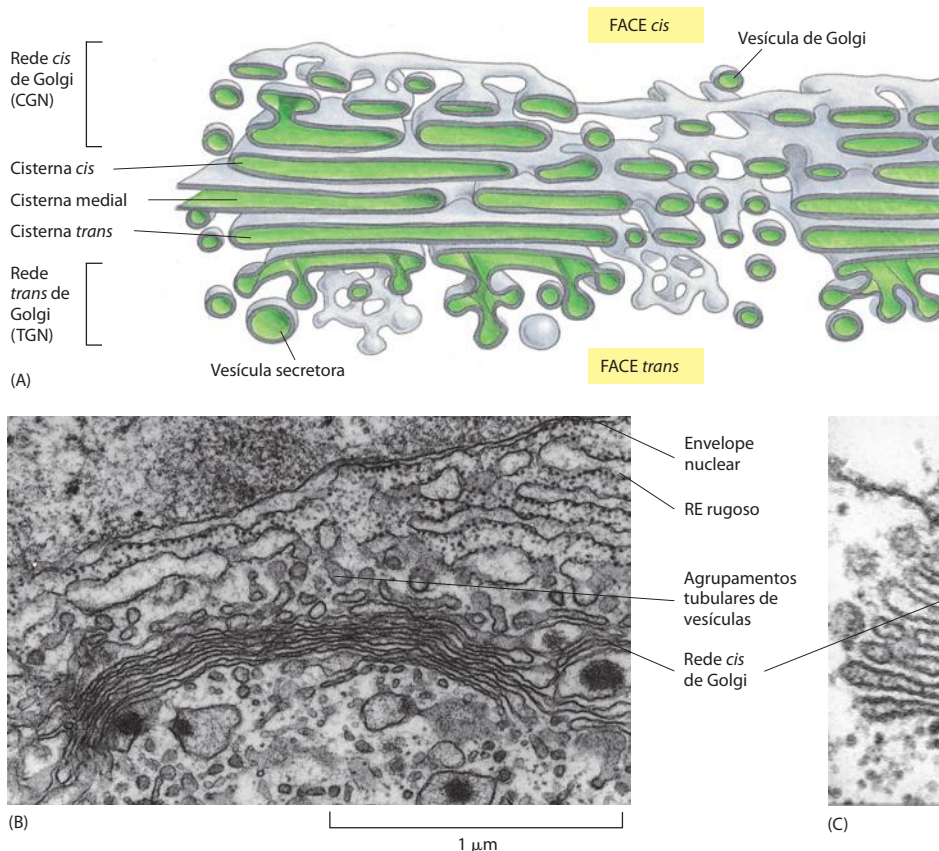 FACE cis
Vesícula de Golgi
Rede cis
de Golgi
(CGN)
Cisterna cis
Cisterna medial
Cisterna trans
Rede
trans de
Golgi
(TGN)
Vesícula secretora
FACE trans
(A)
Envelope
nuclear
RE rugoso
Agrupamentos
tubulares de
vesículas
Rede cis
de Golgi
(B)
1 μm
(C)